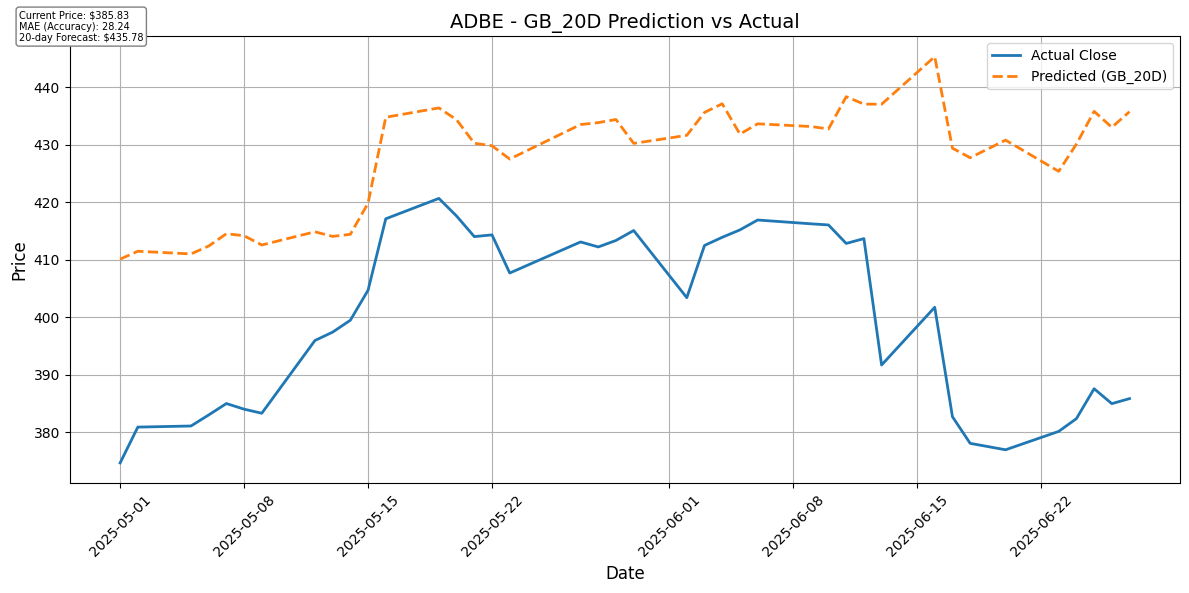 Current Price: $385.83
MAE (Accuracy): 28.24
20-day Forecast: $435.78
ADBE - GB_20D Prediction vs Actual
Actual Close
Predicted (GB_20D)
Price
440
430
420
410
400
390
380
2025-05-01
2025-05-08
2025-05-15
2025-05-22
2025-06-01
2025-06-08
2025-06-15
2025-06-22
Date